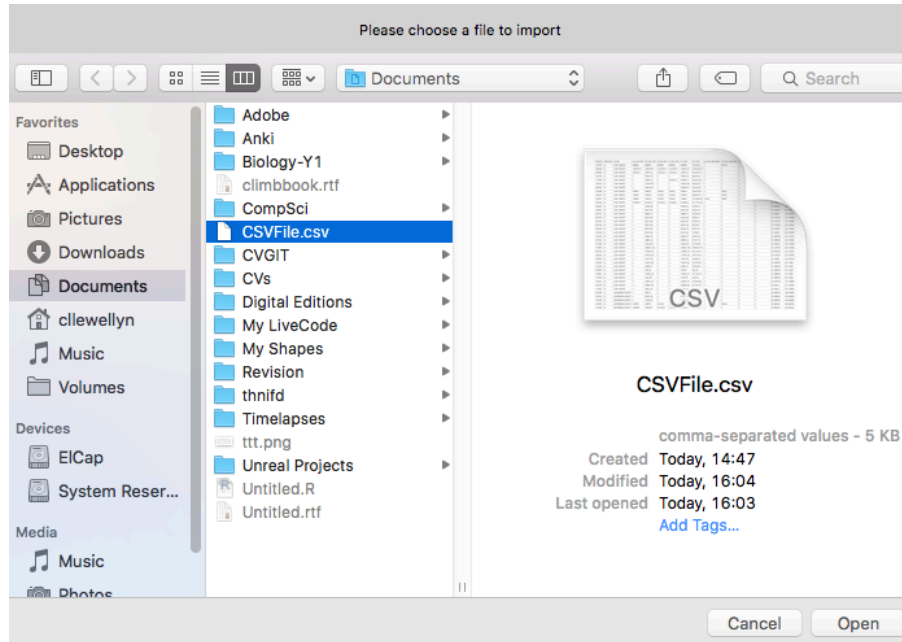 Please choose a file to import
Documents
Search
Favorites
Desktop
Applications
Pictures
Downloads
Documents
cllewellyn
Music
Volumes
Devices
ElCap
System Reser...
Media
Music
Photos
Adobe
Anki
Biology-Y1
climbbook.rtf
CompSci
CSVFile.csv
CVGIT
CVs
Digital Editions
My LiveCode
My Shapes
Revision
thnifd
Timelapses
ttt.png
Unreal Projects
Untitled.R
Untitled.rtf
CSV
CSVFile.csv
comma-separated values - 5 KB
Created Today, 14:47
Modified Today, 16:04
Last opened Today, 16:03
Add Tags...
Cancel Open